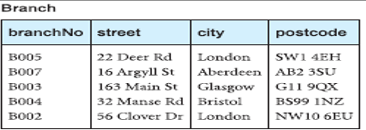 Branch
branchNo street city postcode
B005 22 Deer Rd London SW1 4EH
B007 16 Argyll St Aberdeen AB2 3SU
B003 163 Main St Glasgow G11 9QX
B004 32 Manse Rd Bristol BS99 1NZ
B002 56 Clover Dr London NW10 6EU